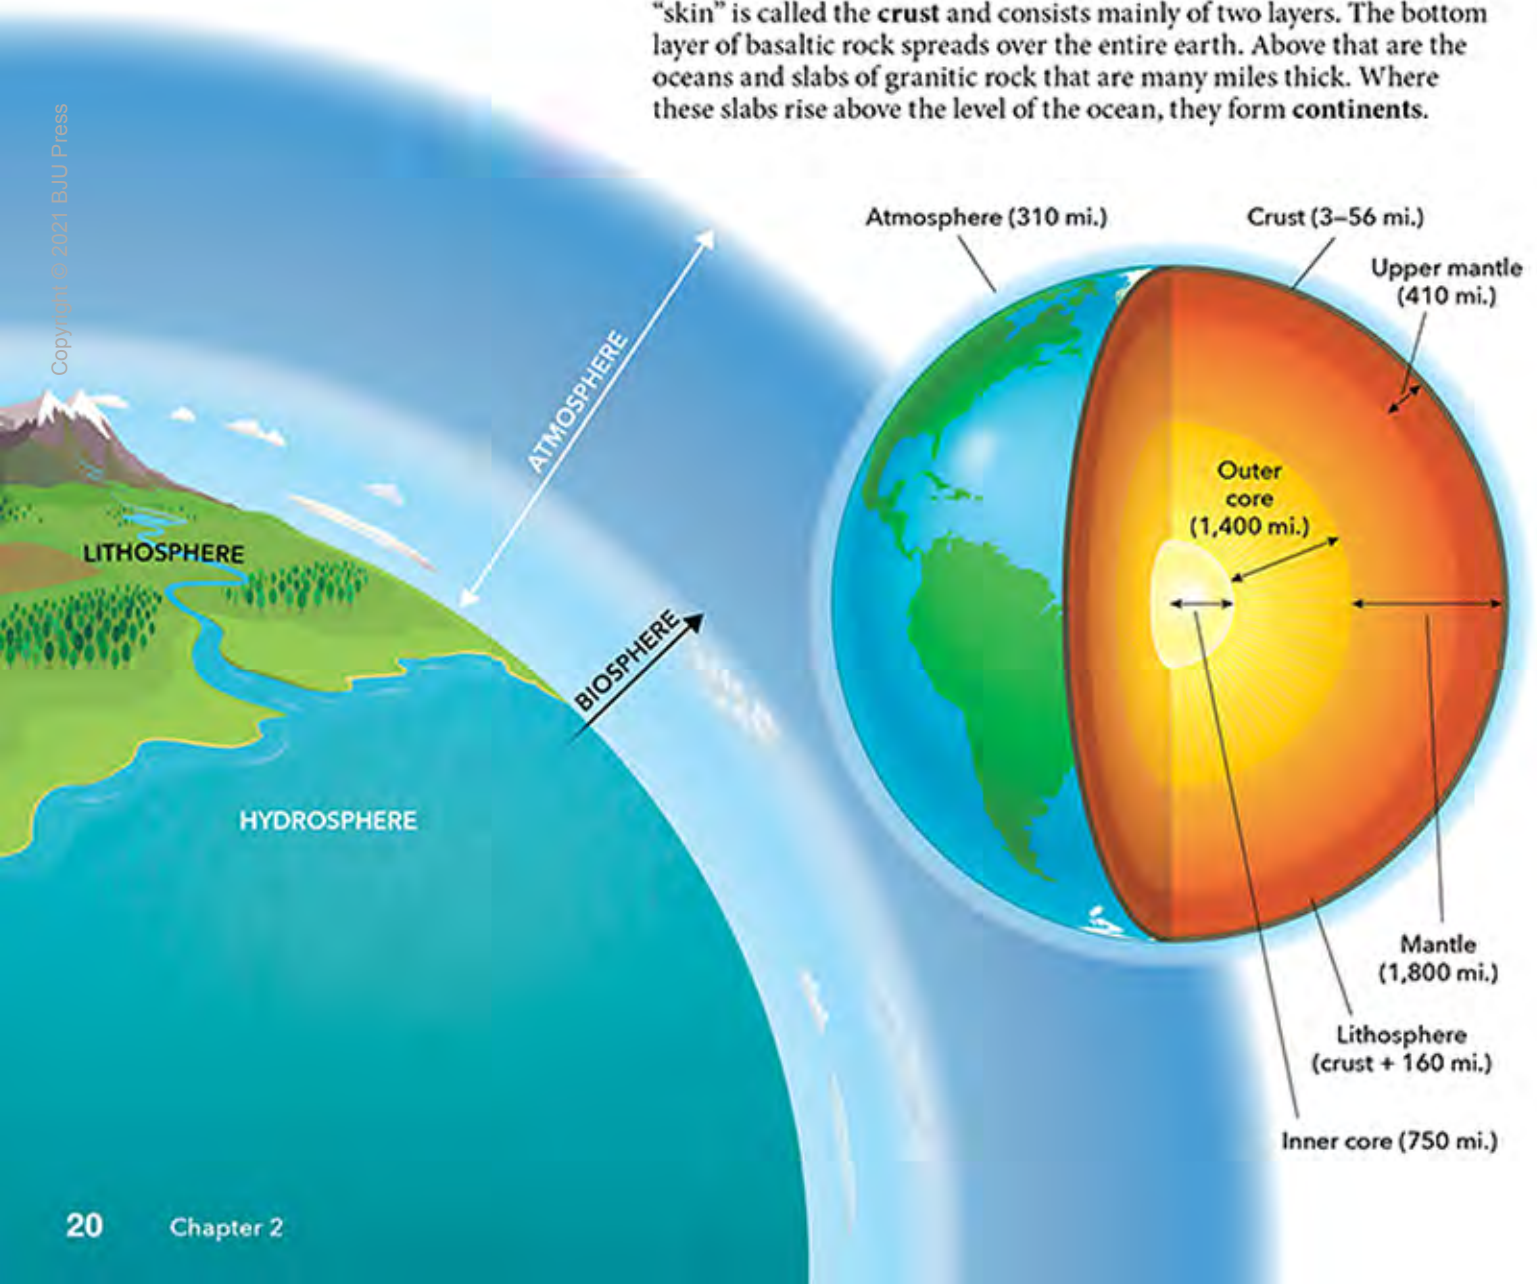 “skin” is called the crust and consists mainly of two layers. The bottom
layer of basaltic rock spreads over the entire earth. Above that are the
oceans and slabs of granitic rock that are many miles thick. Where
these slabs rise above the level of the ocean, they form continents.
Copyright © 2021 BJU Press
Atmosphere (310 mi.)
Crust (3–56 mi.)
Upper mantle
(410 mi.)
ATMOSPHERE
Outer
core
(1,400 mi.)
LITHOSPHERE
BIOSPHERE
HYDROSPHERE
Mantle
(1,800 mi.)
Lithosphere
(crust + 160 mi.)
Inner core (750 mi.)
20 Chapter 2